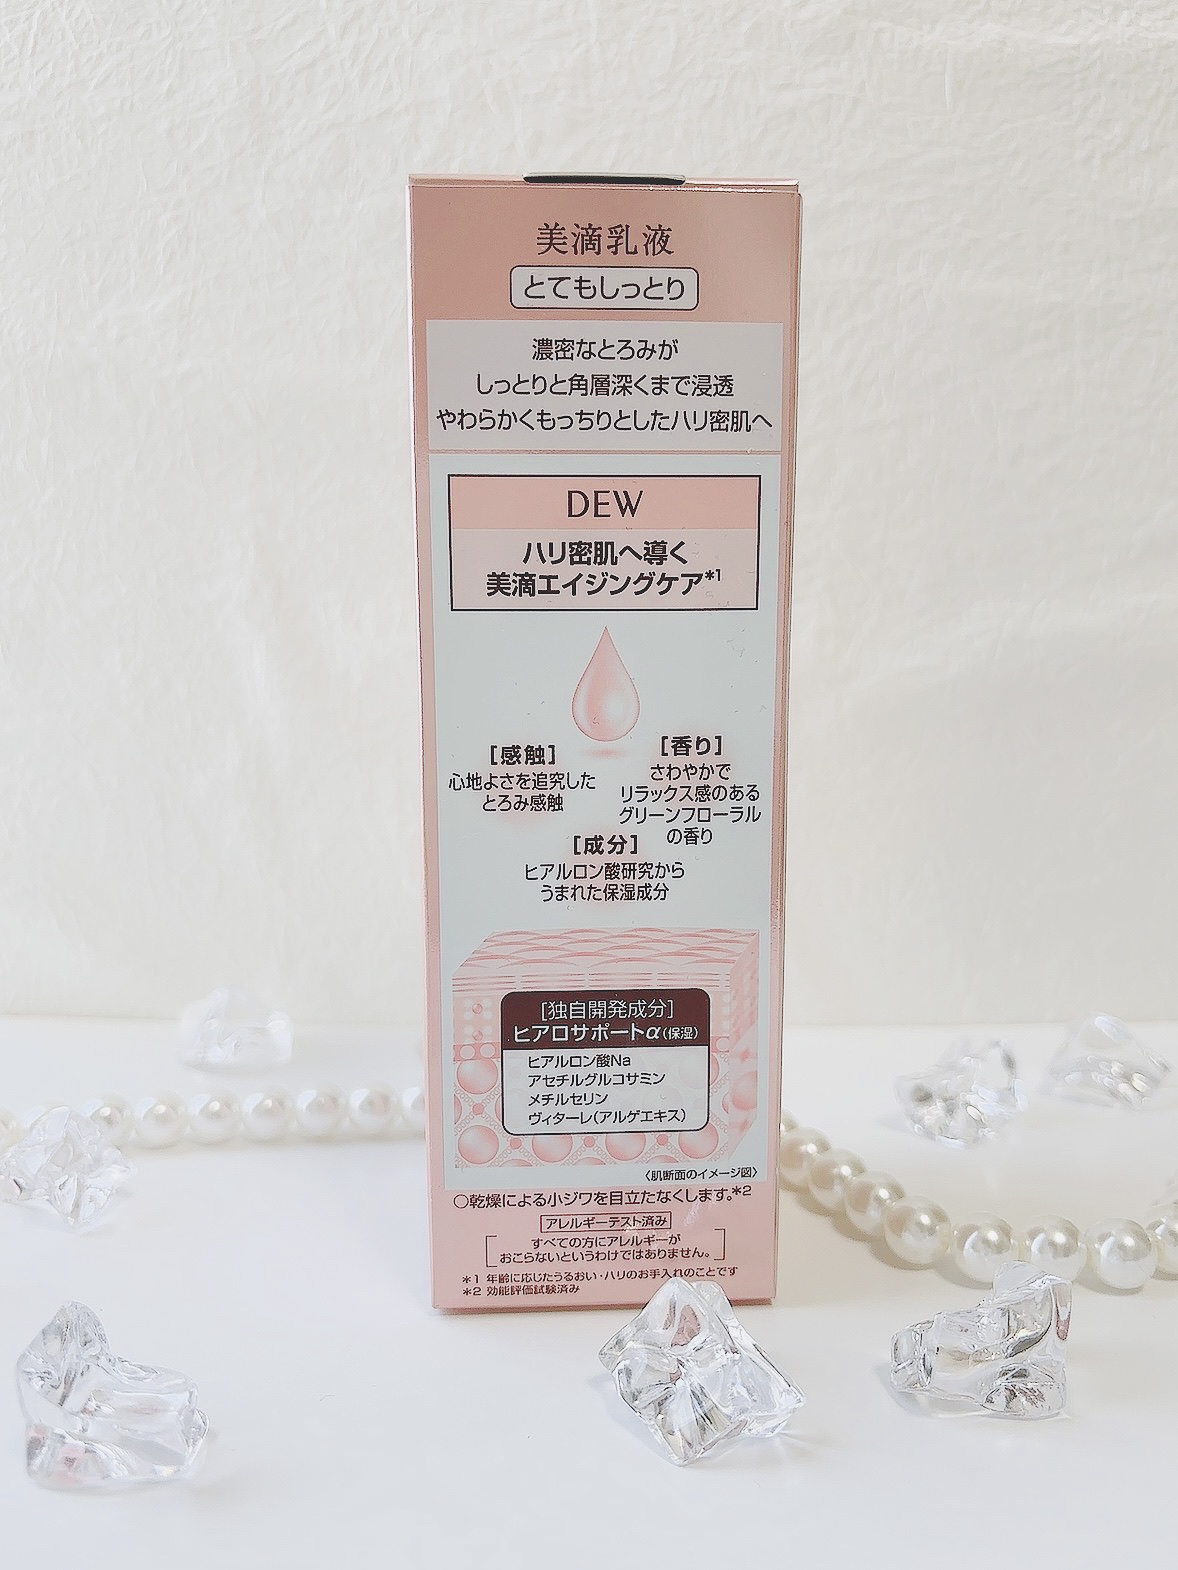 美滴乳液
とてもしっとり
濃密なとろみが
しっとりと角層深くまで浸透
やわらかくもっちりとしたハリ密肌へ
DEW
ハリ密肌へ導く
美滴エイジングケア*1
[感触]
心地よさを追究した
とろみ感触
[香り]
さわやかで
リラックス感のある
グリーンフローラル
の香り
[成分]
ヒアルロン酸研究から
うまれた保湿成分
[独自開発成分]
ヒアロサポートα(保湿)
ヒアルロン酸Na
アセチルグルコサミン
メチルセリン
ヴィターレ(アルゲエキス)
〈肌断面のイメージ図〉
○乾燥による小ジワを目立たなくします。*2
アレルギーテスト済み
[すべての方にアレルギーが
おこらないというわけではありません。]
*1 年齢に応じたうるおい・ハリのお手入れのことです
*2 効能評価試験済み